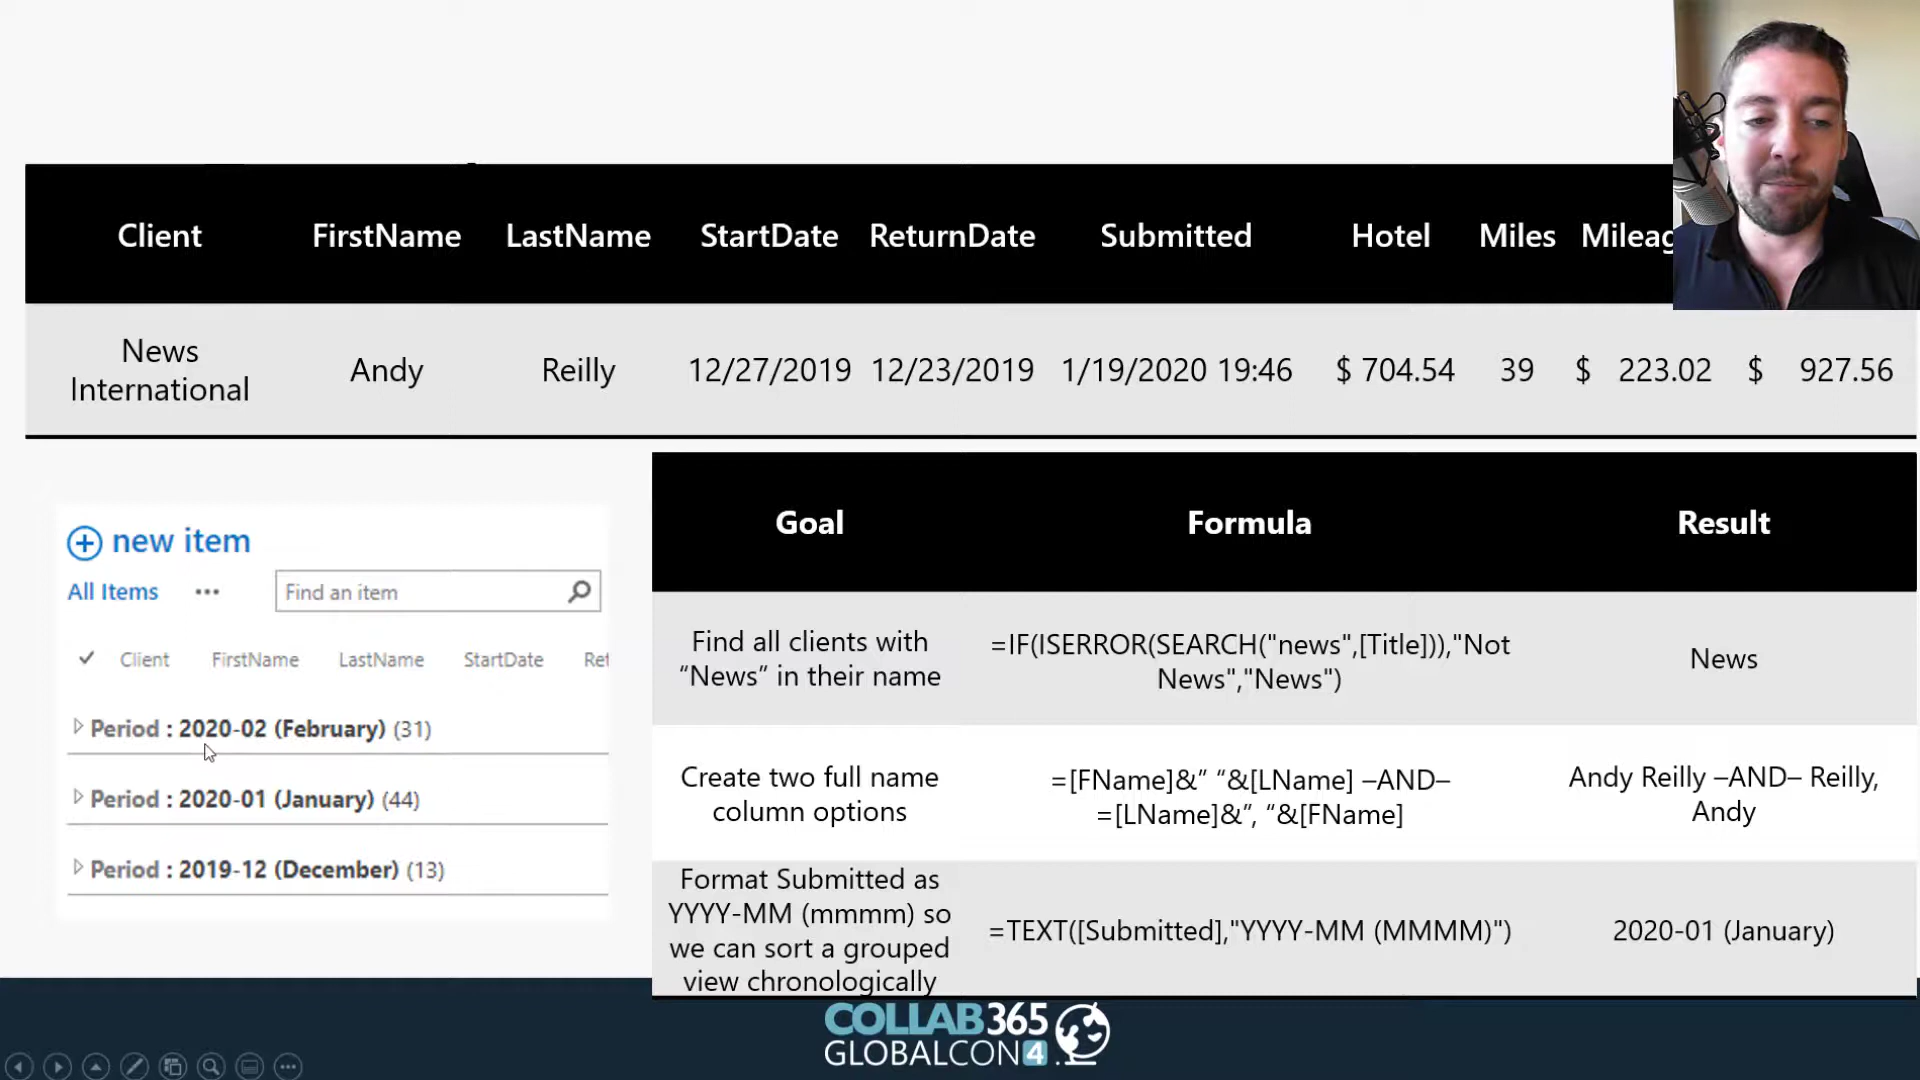 Client FirstName LastName StartDate ReturnDate Submitted Hotel Miles
News
International
Andy Reilly 12/27/2019 12/23/2019 1/19/2020 19:46 $ 704.54 39 $ 223.02 $ 927.56
new item
All Items ••• Find an item
Client FirstName LastName StartDate
Period : 2020-02 (February) (31)
Period : 2020-01 (January) (44)
Period : 2019-12 (December) (13)
Goal Formula Result
Find all clients with
“News” in their name
=IF(ISERROR(SEARCH("news",[Title])),"Not
News","News")
News
Create two full name
column options
=[FName]&” “&[LName] –AND–
=[LName]&”, “&[FName]
Andy Reilly –AND– Reilly,
Andy
Format Submitted as
YYYY-MM (mmmm) so
we can sort a grouped
view chronologically
=TEXT([Submitted],"YYYY-MM (MMMM)")
2020-01 (January)
COLLAB365
GLOBALCON4